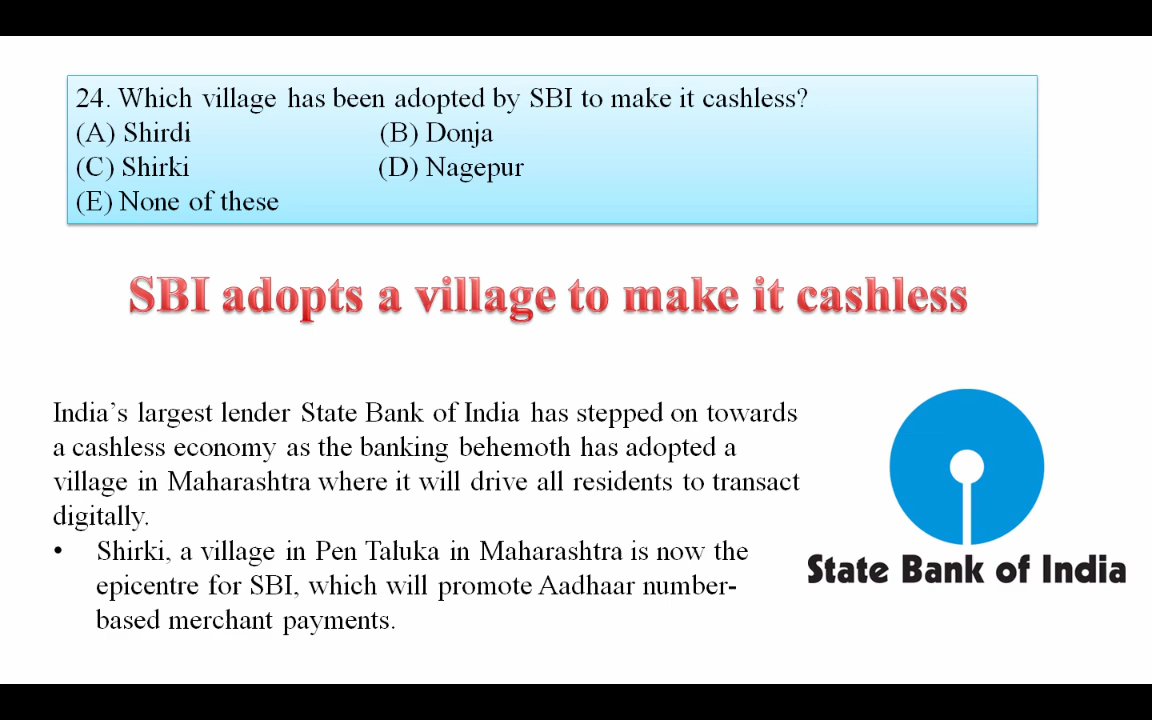 24. Which village has been adopted by SBI to make it cashless?
(A) Shirdi (B) Donja
(C) Shirki (D) Nagepur
(E) None of these
SBI adopts a village to make it cashless
India’s largest lender State Bank of India has stepped on towards
a cashless economy as the banking behemoth has adopted a
village in Maharashtra where it will drive all residents to transact
digitally.
• Shirki, a village in Pen Taluka in Maharashtra is now the
epicentre for SBI, which will promote Aadhaar number-
based merchant payments.
State Bank of India